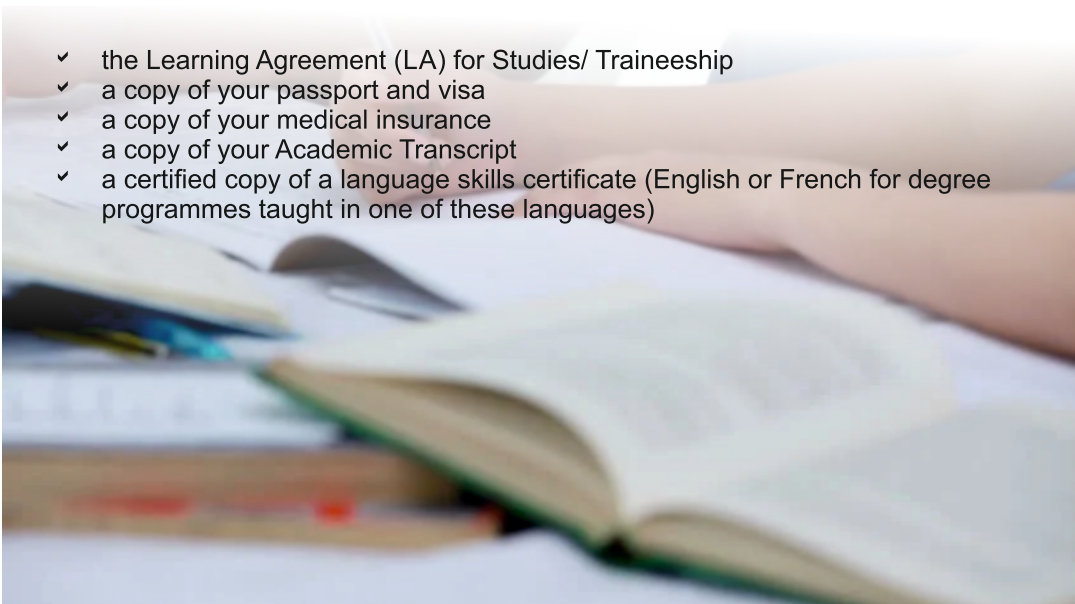 ✓ the Learning Agreement (LA) for Studies/ Traineeship
✓ a copy of your passport and visa
✓ a copy of your medical insurance
✓ a copy of your Academic Transcript
✓ a certified copy of a language skills certificate (English or French for degree
programmes taught in one of these languages)